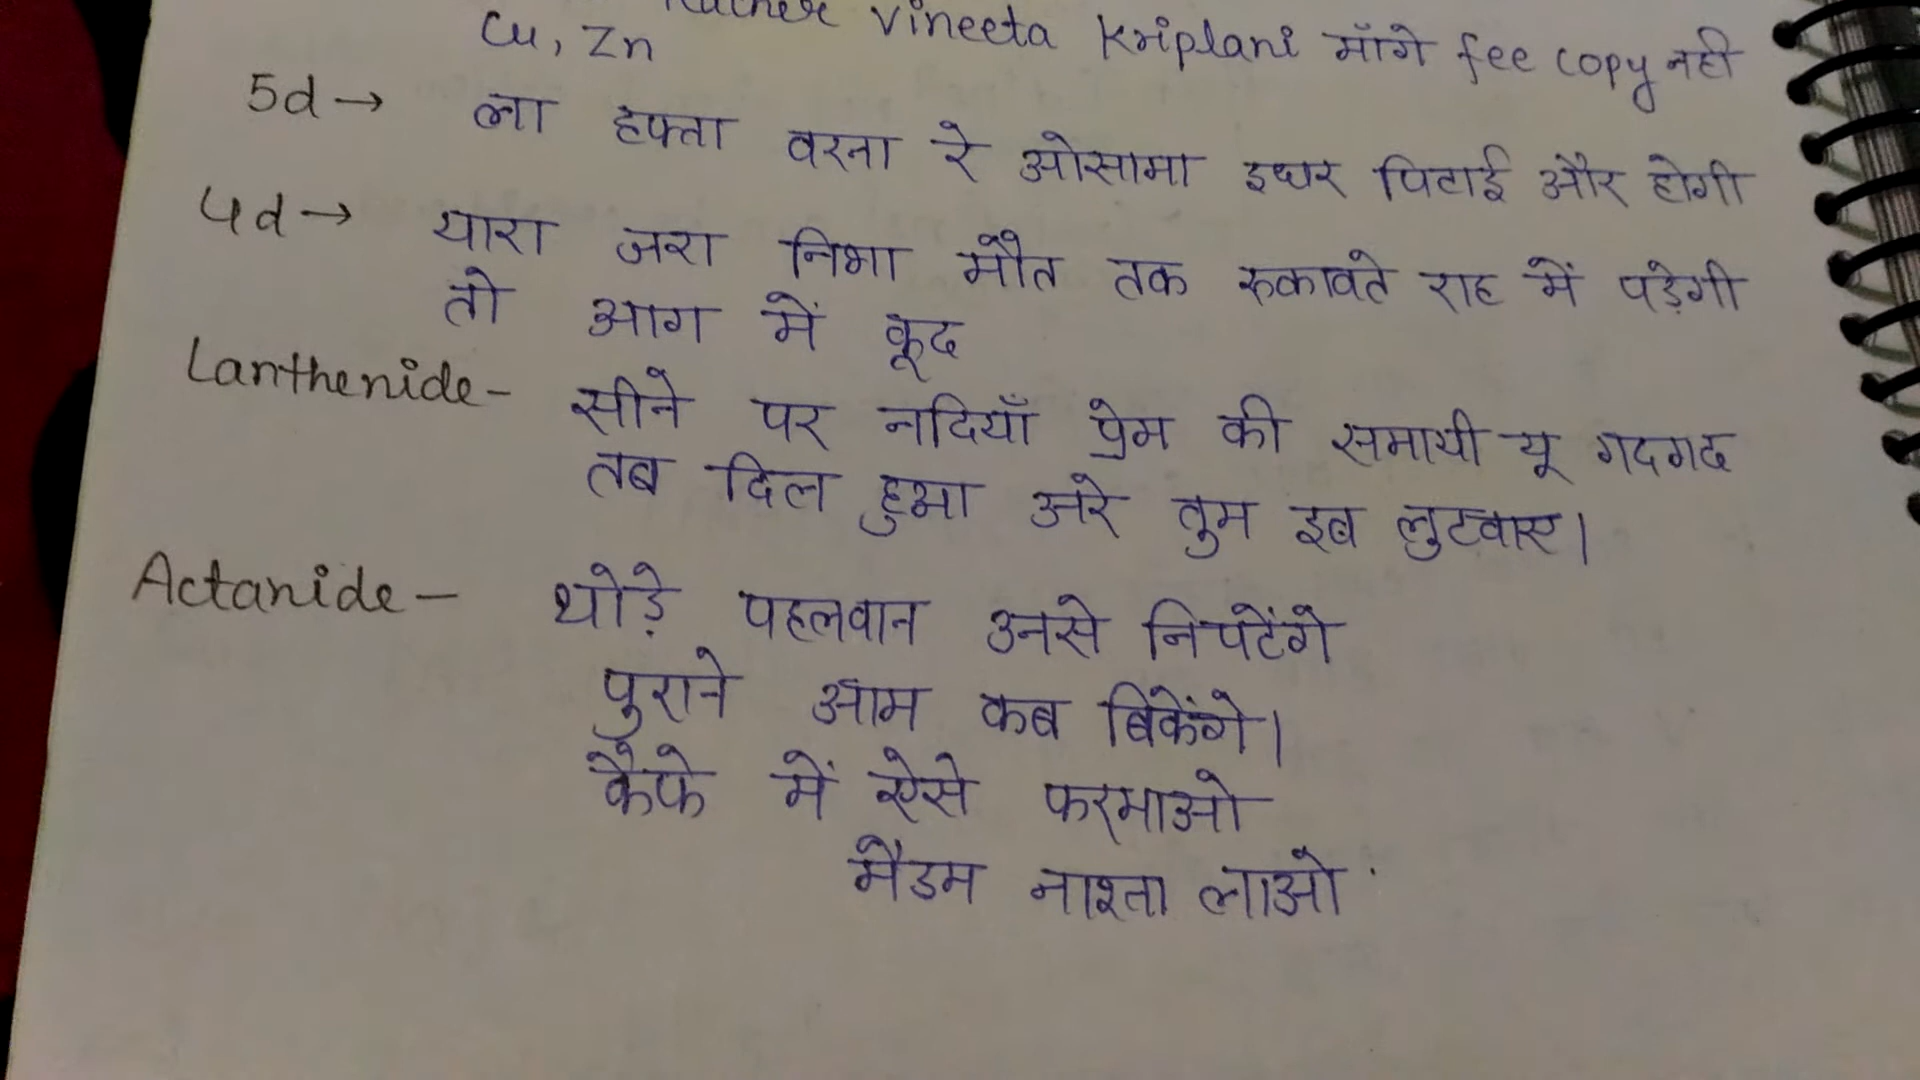 Vineeta Kriplani माँगे fee copy नही
Cu, Zn
5d → ला हफ्ता वरना रे ओसामा इधर पिटाई और होगी
4d → यारा जरा निभा मौत तक रुकावते राह में पड़ेगी
तो आग में कूद
Lanthenide - सीने पर नदियाँ प्रेम की समायी यू गदगद
तब दिल हुआ अरे तुम इब लुटवाए।
Actanide - थोड़े पहलवान उनसे निपटेंगे
पुराने आम कब बिकेंगे।
कैफे में ऐसे फरमाओ
मैडम नाश्ता लाओ